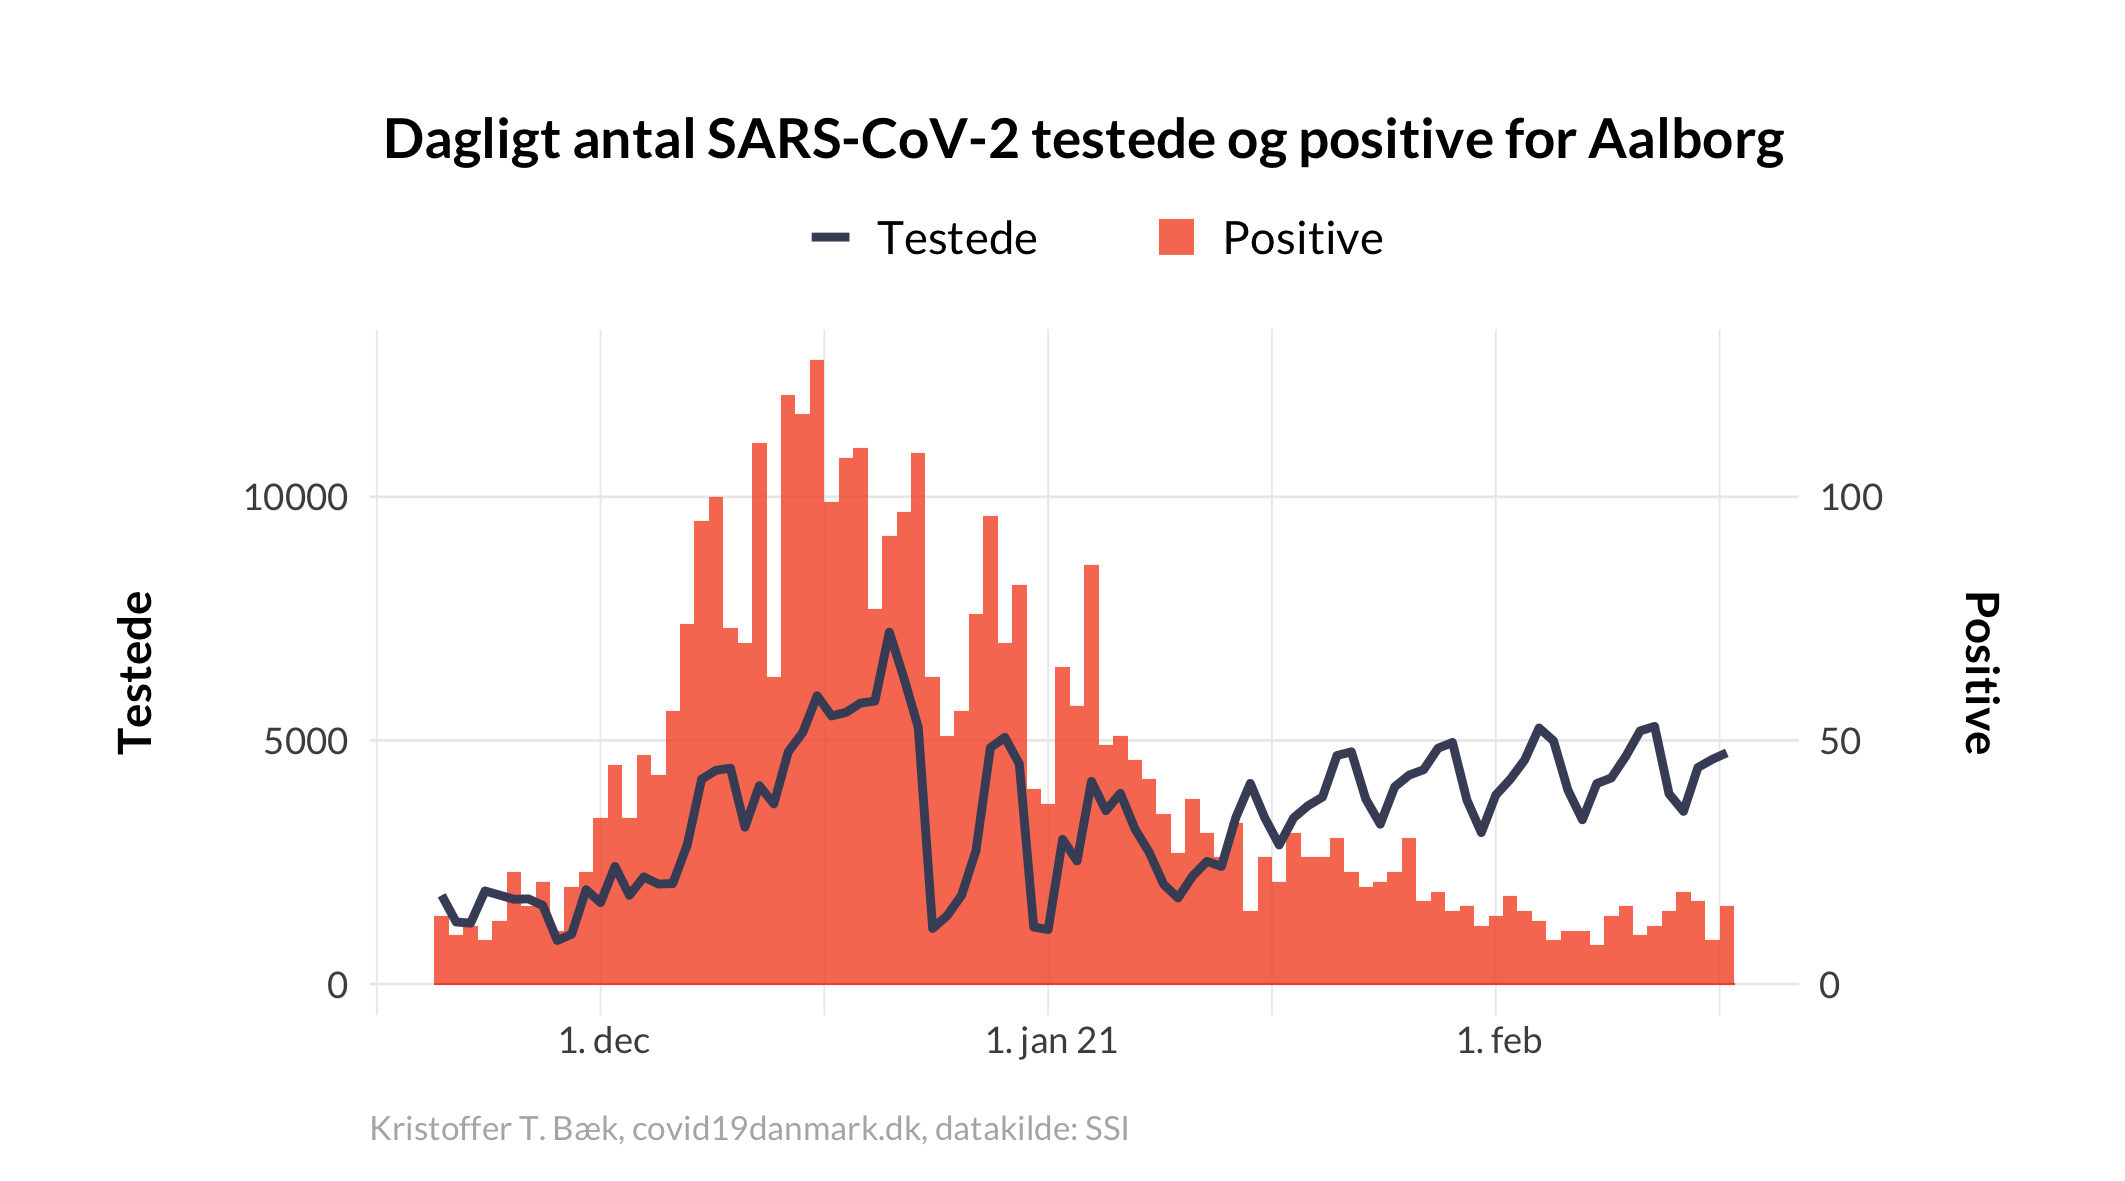 Dagligt antal SARS-CoV-2 testede og positive for Aalborg
Testede
Positive
10000
5000
0
Testede
100
50
0
Positive
1. dec
1. jan 21
1. feb
Kristoffer T. Bæk, covid19danmark.dk, datakilde: SSI